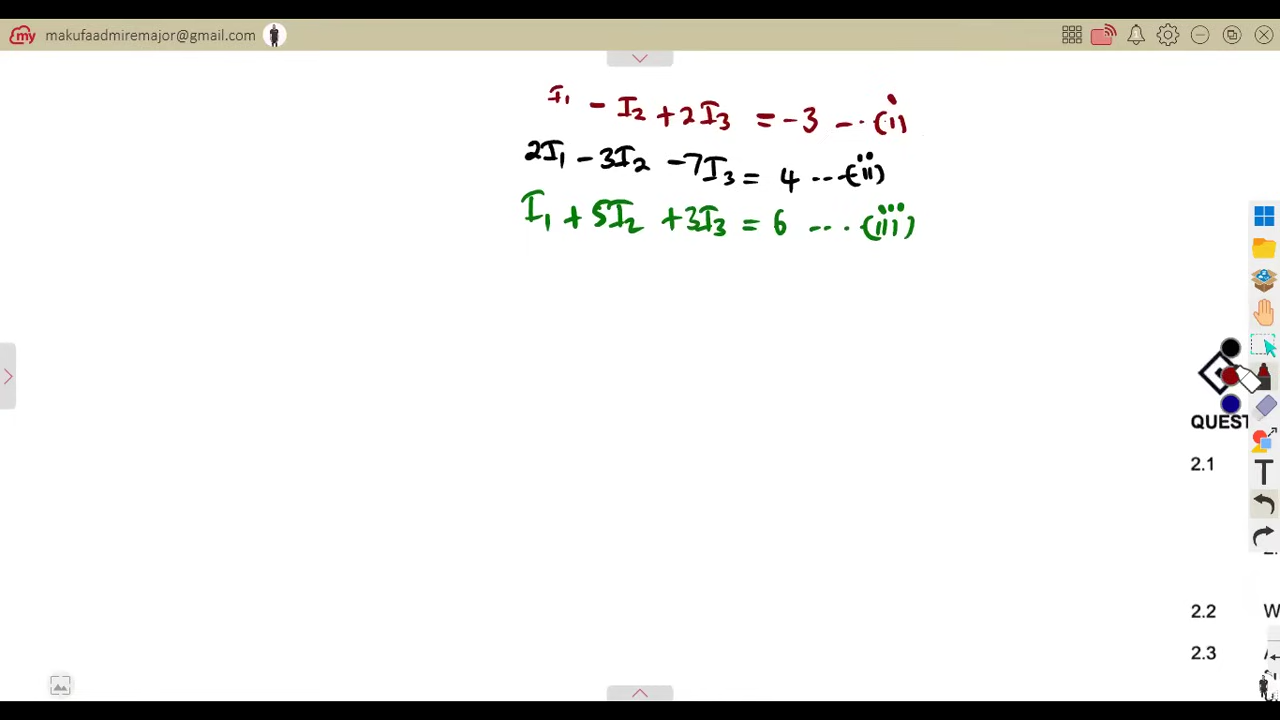 my makufaadmiremajor@gmail.com
I₁ - I₂ + 2I₃ = -3 --- (i)
2I₁ - 3I₂ - 7I₃ = 4 ---(ii)
I₁ + 5I₂ + 3I₃ = 6 --- (iii)
QUEST
2.1
T
2.2 W
2.3